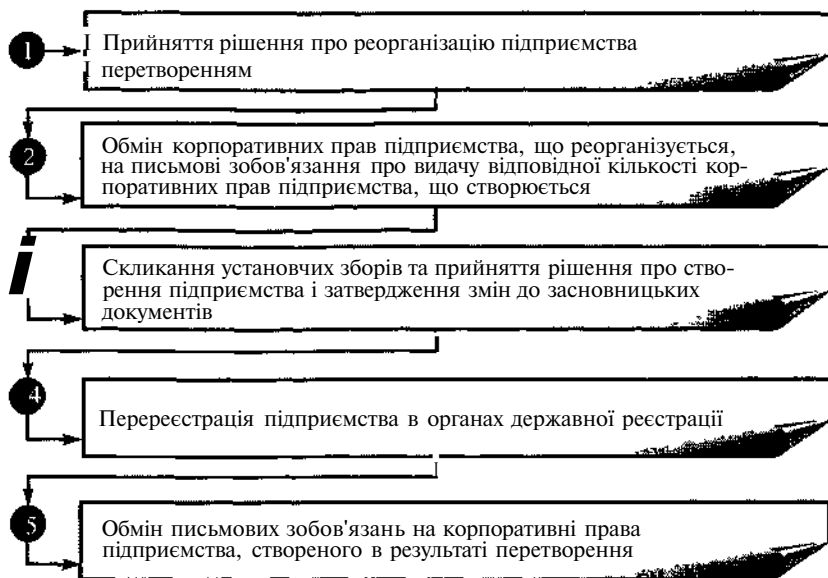 1
Прийняття рішення про реорганізацію підприємства
перетворенням
2
Обмін корпоративних прав підприємства, що реорганізується,
на письмові зобов'язання про видачу відповідної кількості кор-
поративних прав підприємства, що створюється
Скликання установчих зборів та прийняття рішення про ство-
рення підприємства і затвердження змін до засновницьких
документів
4
Перереєстрація підприємства в органах державної реєстрації
5
Обмін письмових зобов'язань на корпоративні права
підприємства, створеного в результаті перетворення